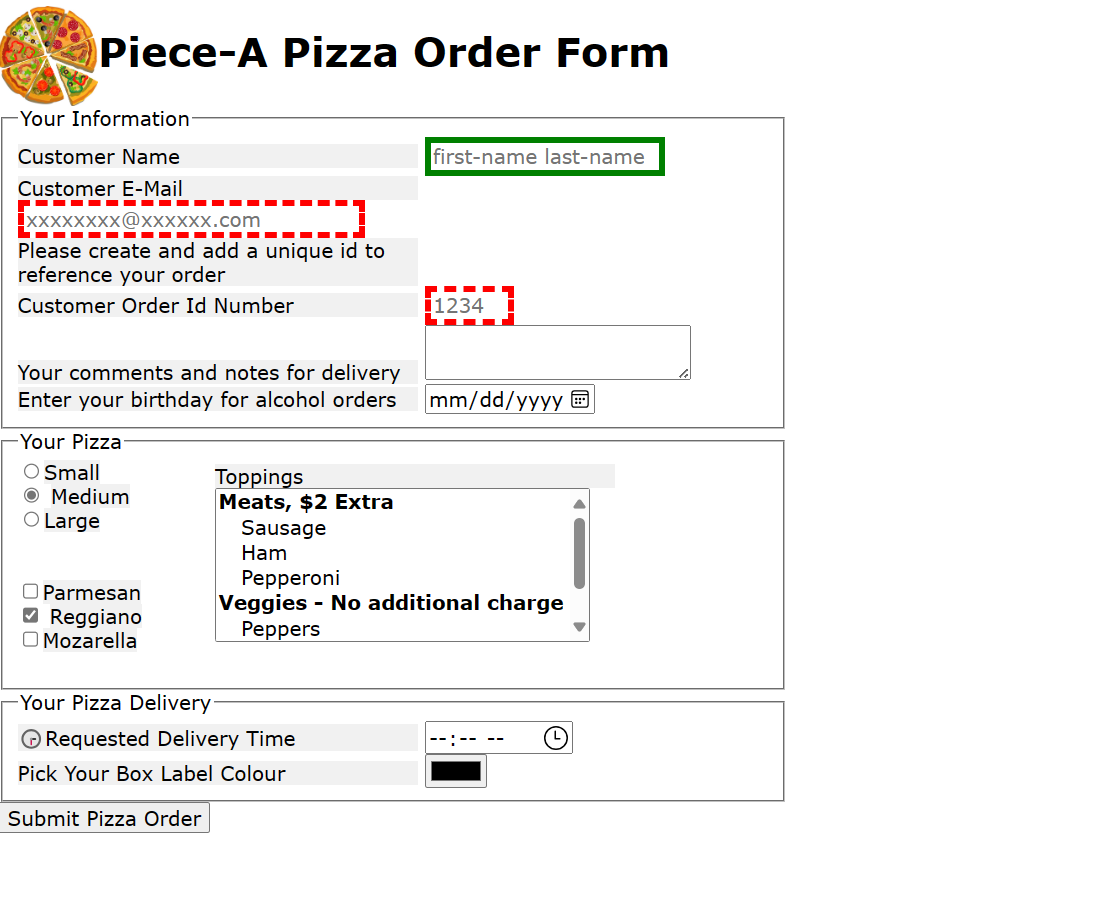 Piece-A Pizza Order Form
Your Information
Customer Name first-name last-name
Customer E-Mail
xxxxxxxx@xxxxxx.com
Please create and add a unique id to
reference your order
Customer Order Id Number 1234
Your comments and notes for delivery
Enter your birthday for alcohol orders mm/dd/yyyy
Your Pizza
Small
Medium
Large
Parmesan
Reggiano
Mozarella
Toppings
Meats, $2 Extra
Sausage
Ham
Pepperoni
Veggies - No additional charge
Peppers
Your Pizza Delivery
Requested Delivery Time --:-- --
Pick Your Box Label Colour
Submit Pizza Order